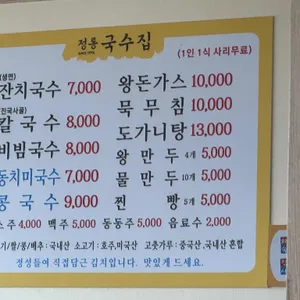 정통 국수집
(1인 1식 사리무료)
잔치국수 7,000
칼국수 8,000
비빔국수 8,000
동치미국수 7,000
콩국수 9,000
왕돈가스 10,000
묵무침 10,000
도가니탕 13,000
왕만두 4개 5,000
물만두 10개 5,000
찐빵 5개 5,000
소주 4,000 맥주 5,000 동동주 5,000 음료수 2,000
기/쌀/콩/배추 : 국내산 소고기 : 호주,미국산 고춧가루 : 중국산,국내산 혼합
정성들여 직접담근 김치입니다. 맛있게 드세요.